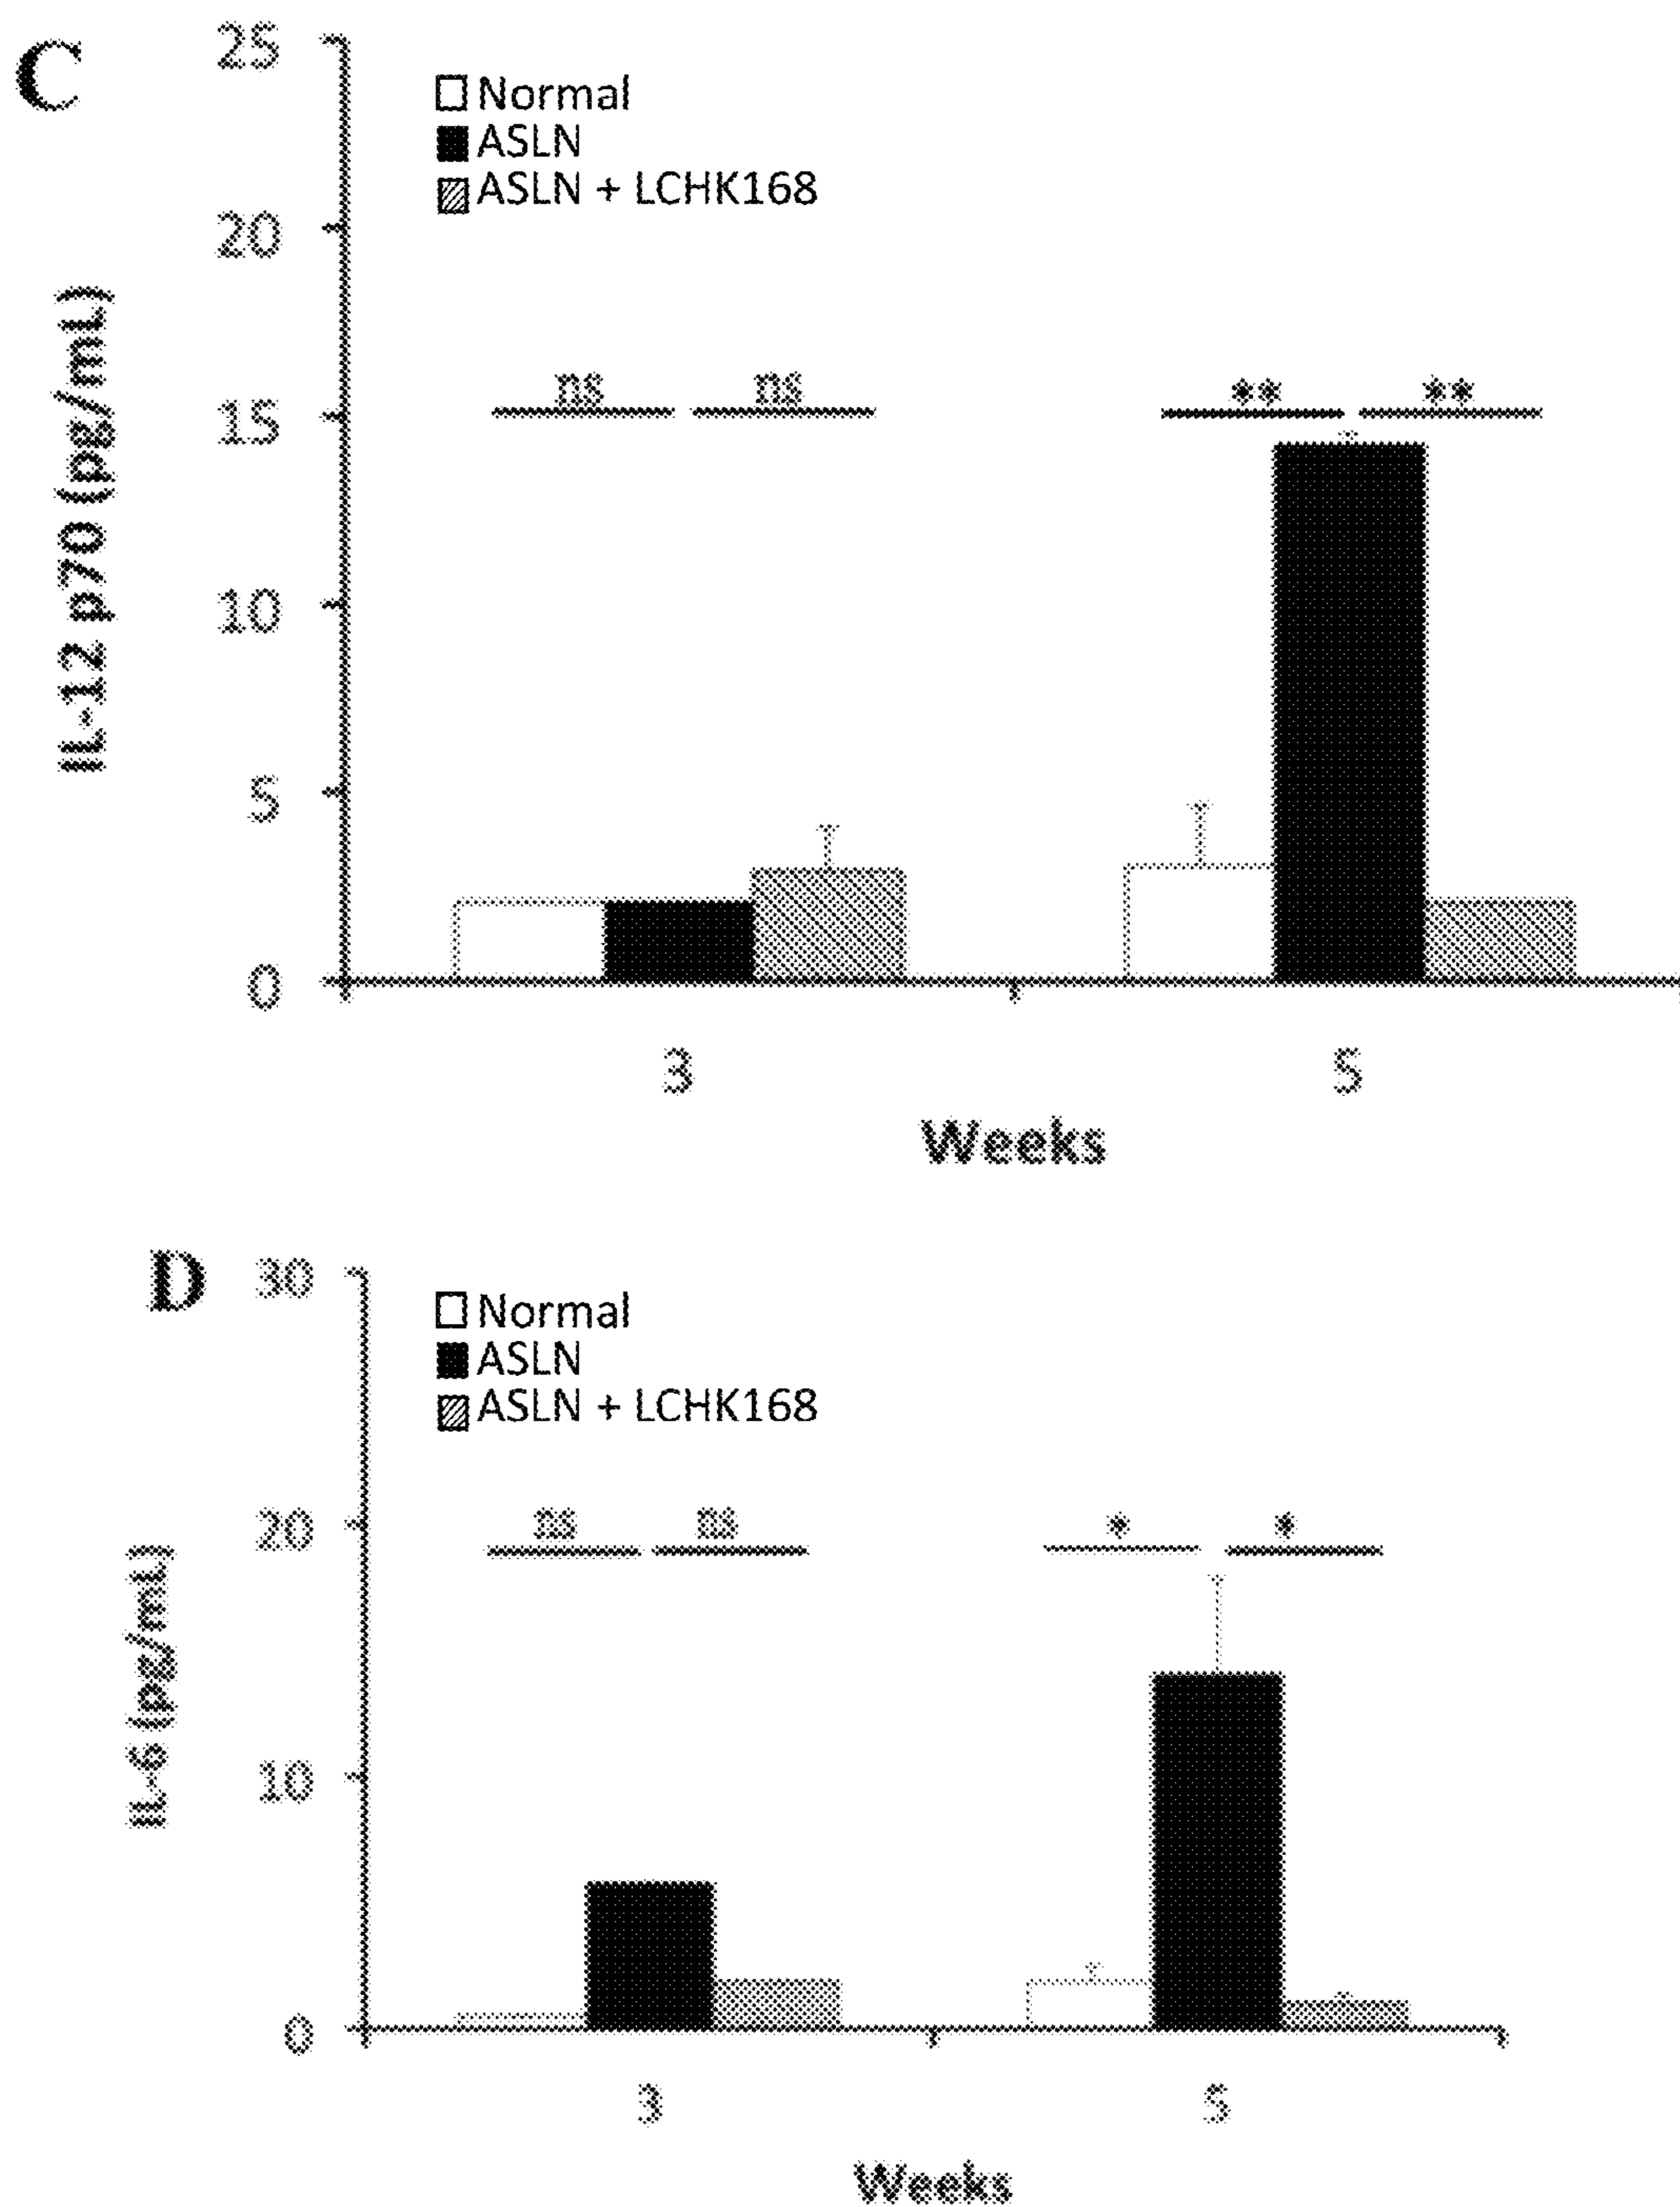 C
25
20
15
10
5
0
IL-12 p70 (pg/mL)
Normal
ASLN
ASLN + LCHK168
ns ns ** **
3 5
Weeks
D
30
20
10
0
IL-6 (pg/mL)
Normal
ASLN
ASLN + LCHK168
ns ns * *
3 5
Weeks